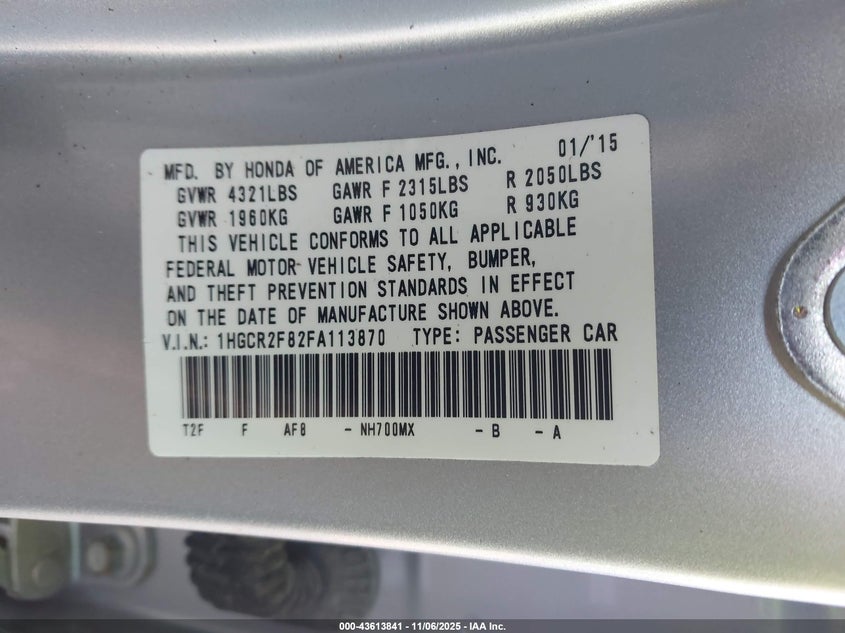 MFD. BY HONDA OF AMERICA MFG., INC. 01/'15
GVWR 4321LBS GAWR F 2315LBS R 2050LBS
GVWR 1960KG GAWR F 1050KG R 930KG
THIS VEHICLE CONFORMS TO ALL APPLICABLE
FEDERAL MOTOR VEHICLE SAFETY, BUMPER,
AND THEFT PREVENTION STANDARDS IN EFFECT
ON THE DATE OF MANUFACTURE SHOWN ABOVE.
V.I.N.: 1HGCR2F82FA113870 TYPE: PASSENGER CAR
T2F F AF8 - NH700MX - B - A
000-43613841 - 11/06/2025 - IAA Inc.